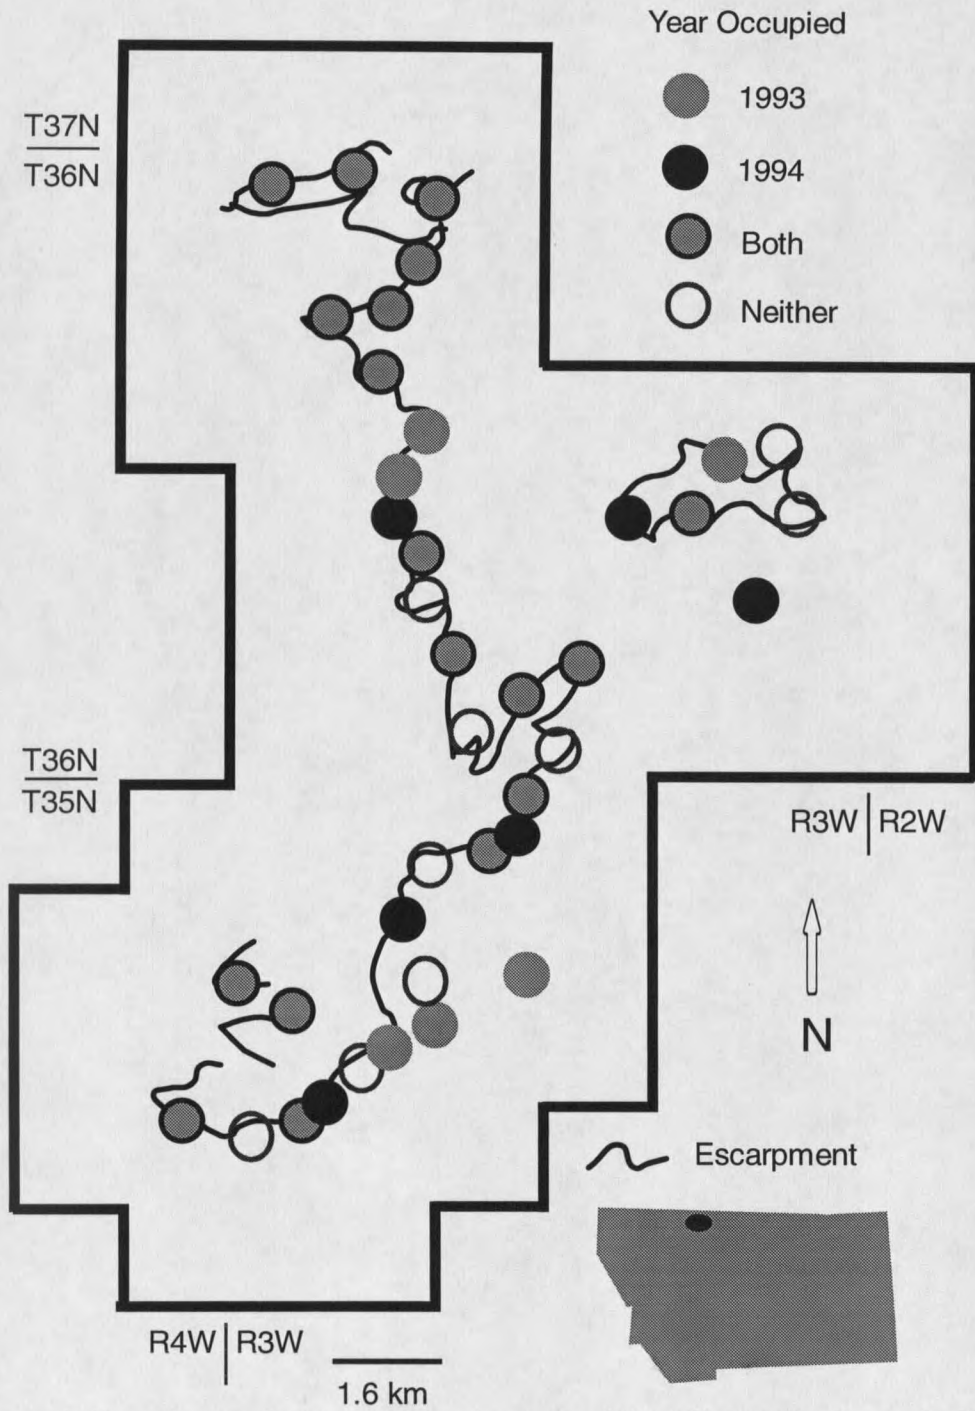 Year Occupied
1993
1994
Both
Neither
T37N
T36N
T36N
T35N
R3W R2W
N
Escarpment
R4W R3W
1.6 km